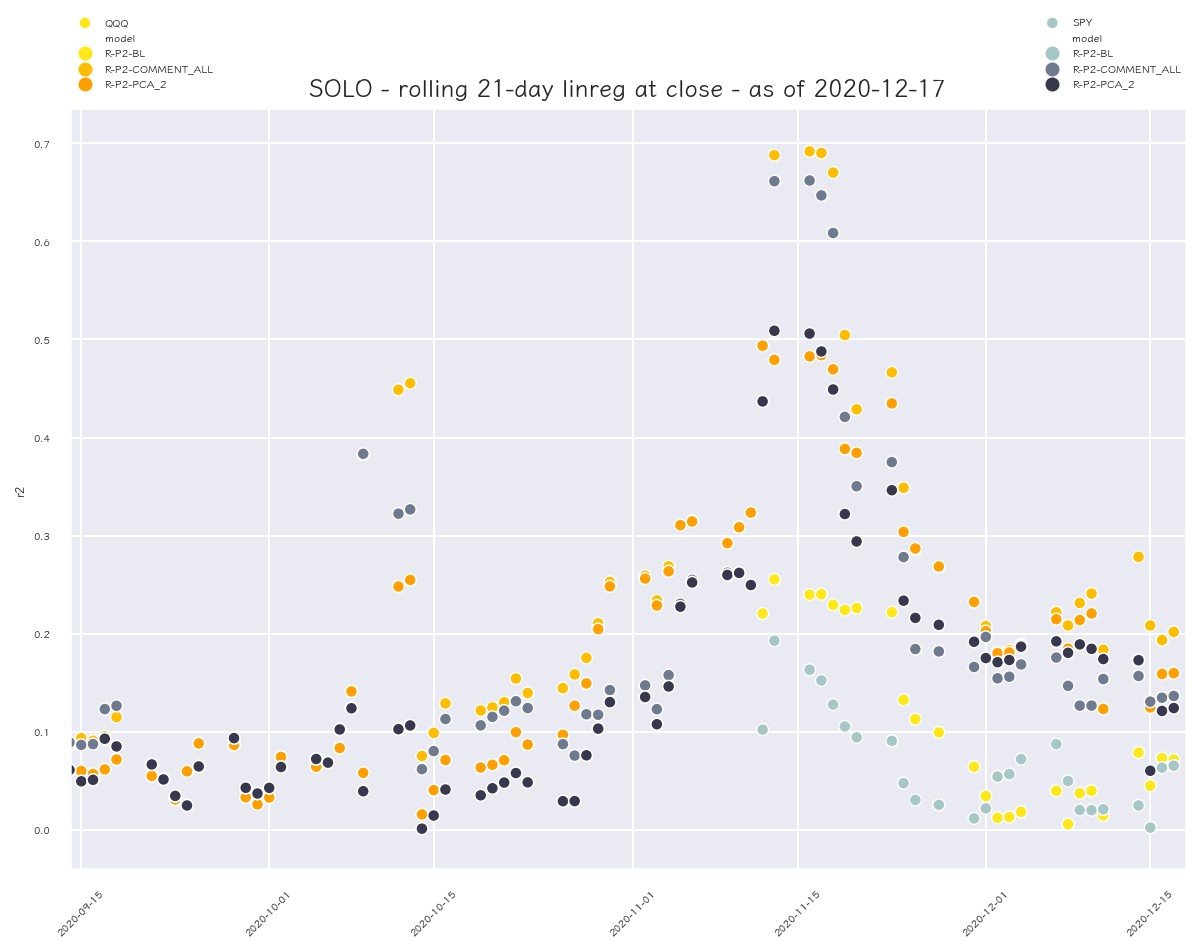 QQQ
model
R-P2-BL
R-P2-COMMENT_ALL
R-P2-PCA_2
SPY
model
R-P2-BL
R-P2-COMMENT_ALL
R-P2-PCA_2
SOLO - rolling 21-day linreg at close - as of 2020-12-17
0.7
0.6
0.5
0.4
0.3
0.2
0.1
0.0
r2
2020-09-15
2020-10-01
2020-10-15
2020-11-01
2020-11-15
2020-12-01
2020-12-15